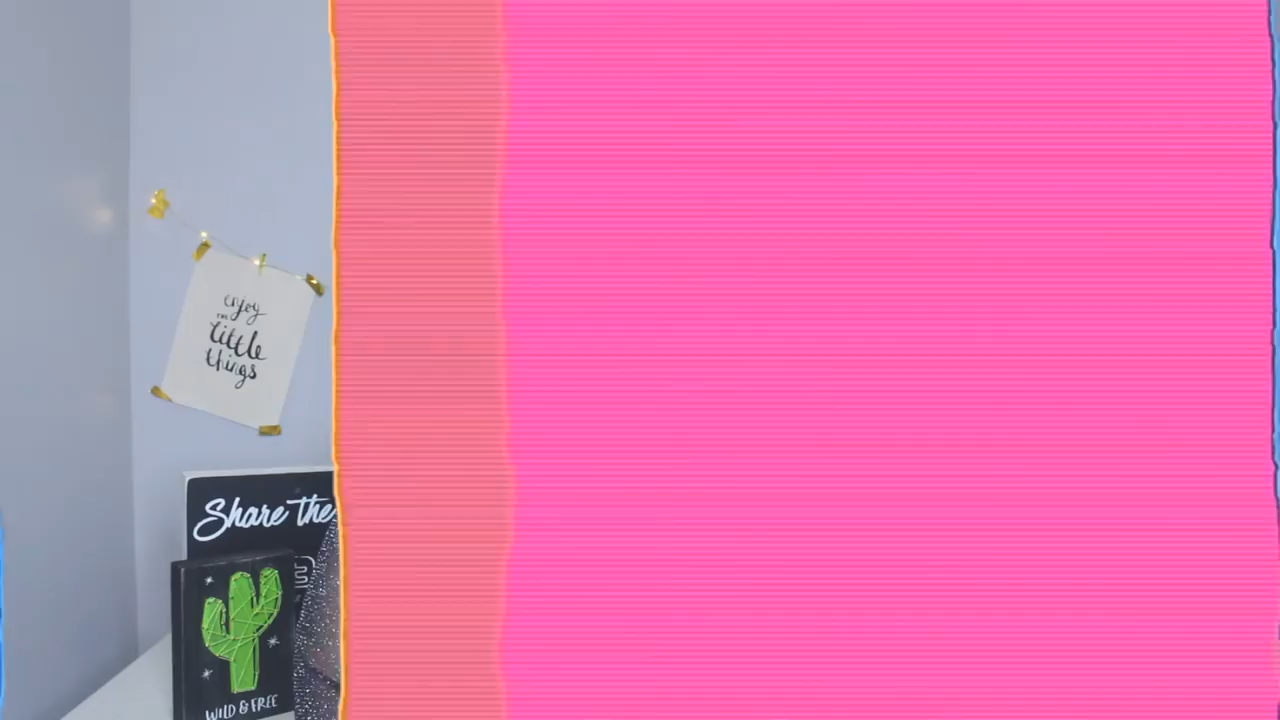 enjoy
THE
little
things
Share the
WILD & FREE